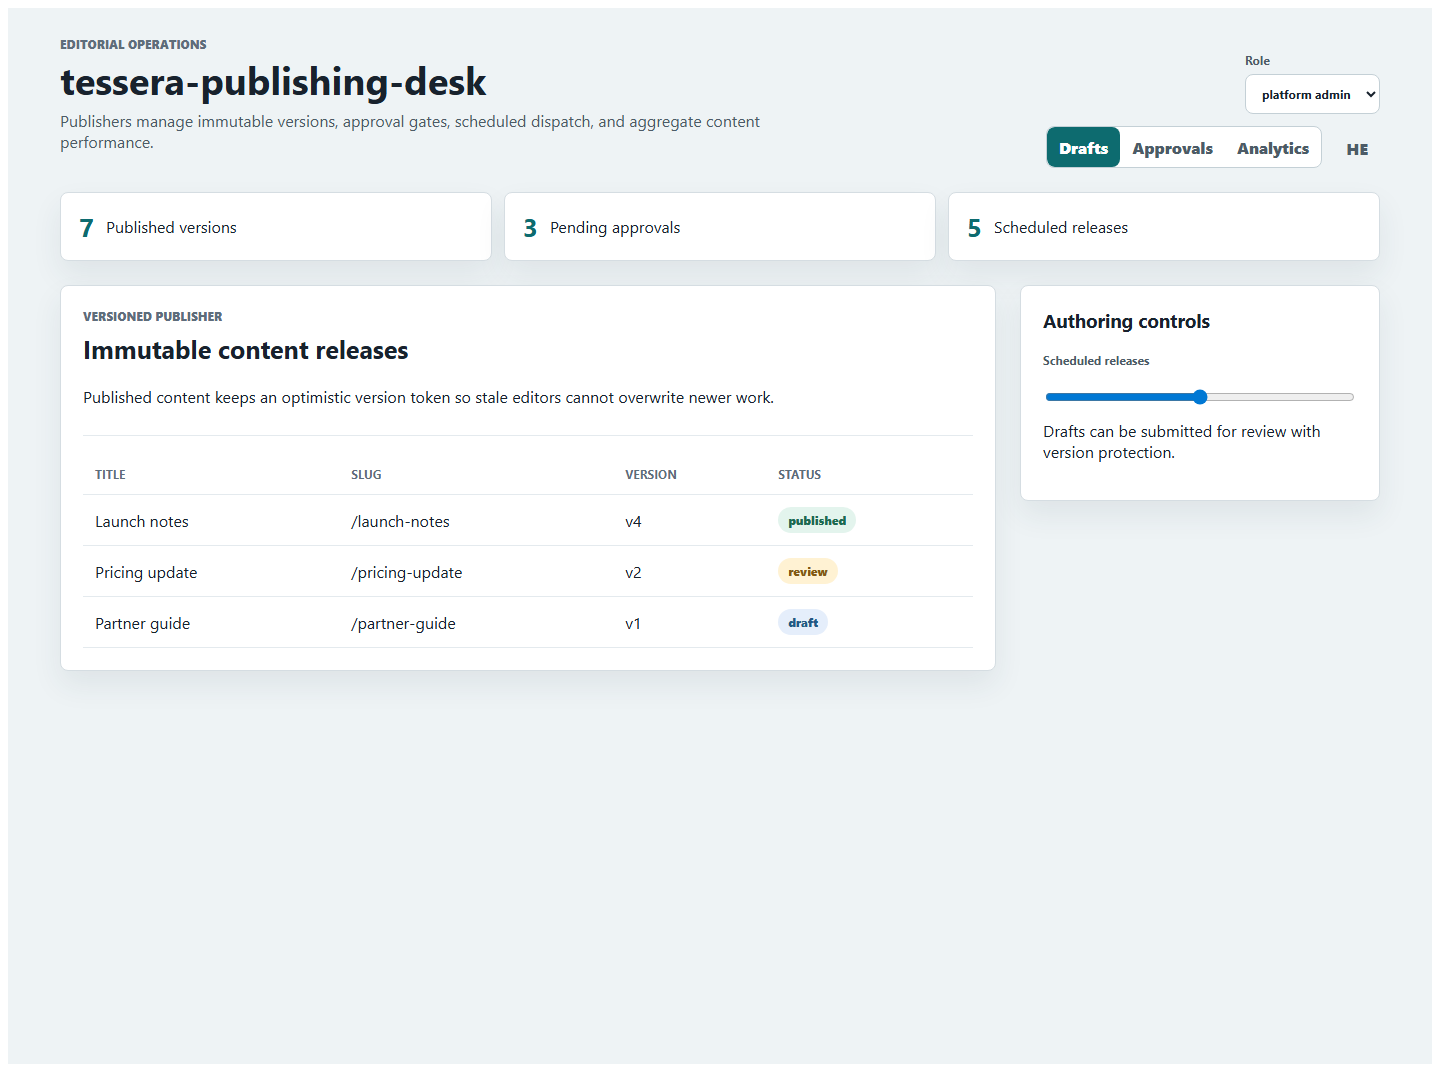 EDITORIAL OPERATIONS
tessera-publishing-desk
Publishers manage immutable versions, approval gates, scheduled dispatch, and aggregate content
performance.
Role
platform admin
Drafts Approvals Analytics HE
7 Published versions
3 Pending approvals
5 Scheduled releases
VERSIONED PUBLISHER
Immutable content releases
Published content keeps an optimistic version token so stale editors cannot overwrite newer work.
TITLE SLUG VERSION STATUS
Launch notes /launch-notes v4 published
Pricing update /pricing-update v2 review
Partner guide /partner-guide v1 draft
Authoring controls
Scheduled releases
Drafts can be submitted for review with
version protection.